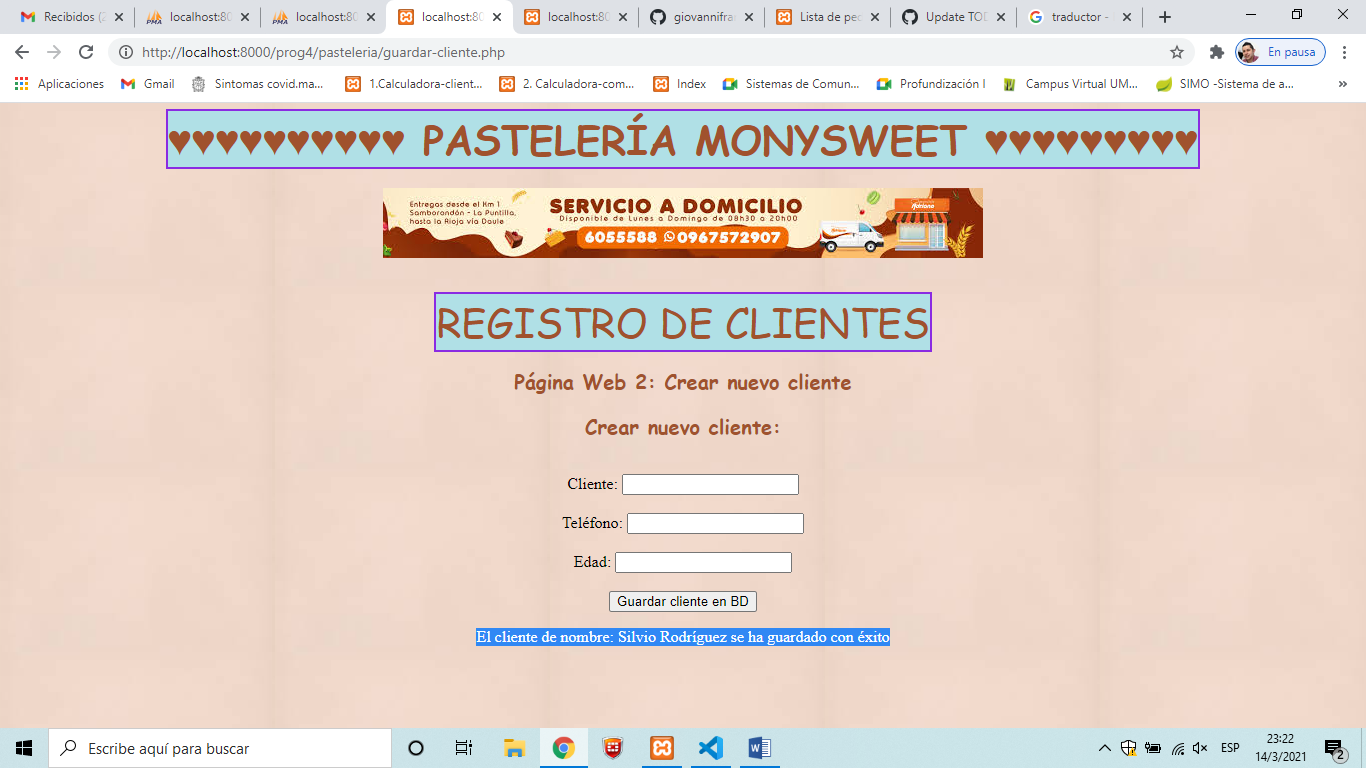 Recibidos (2
localhost:80
localhost:80
localhost:80
localhost:80
giovannifra
Lista de pec
Update TOD
traductor -
http://localhost:8000/prog4/pasteleria/guardar-cliente.php
En pausa
Aplicaciones
Gmail
Sintomas covid.ma...
1.Calculadora-client...
2. Calculadora-com...
Index
Sistemas de Comun...
Profundización I
Campus Virtual UM...
SIMO -Sistema de a...
»
♥♥♥♥♥♥♥♥♥♥ PASTELERÍA MONYSWEET ♥♥♥♥♥♥♥♥♥
Entregas desde el Km 1
Samborondón - La Puntilla,
hasta la Rioja vía Daule
SERVICIO A DOMICILIO
Disponible de Lunes a Domingo de 08h30 a 20h00
6055588 0967572907
REGISTRO DE CLIENTES
Página Web 2: Crear nuevo cliente
Crear nuevo cliente:
Cliente:
Teléfono:
Edad:
Guardar cliente en BD
El cliente de nombre: Silvio Rodríguez se ha guardado con éxito
Escribe aquí para buscar
ESP
23:22
14/3/2021
2